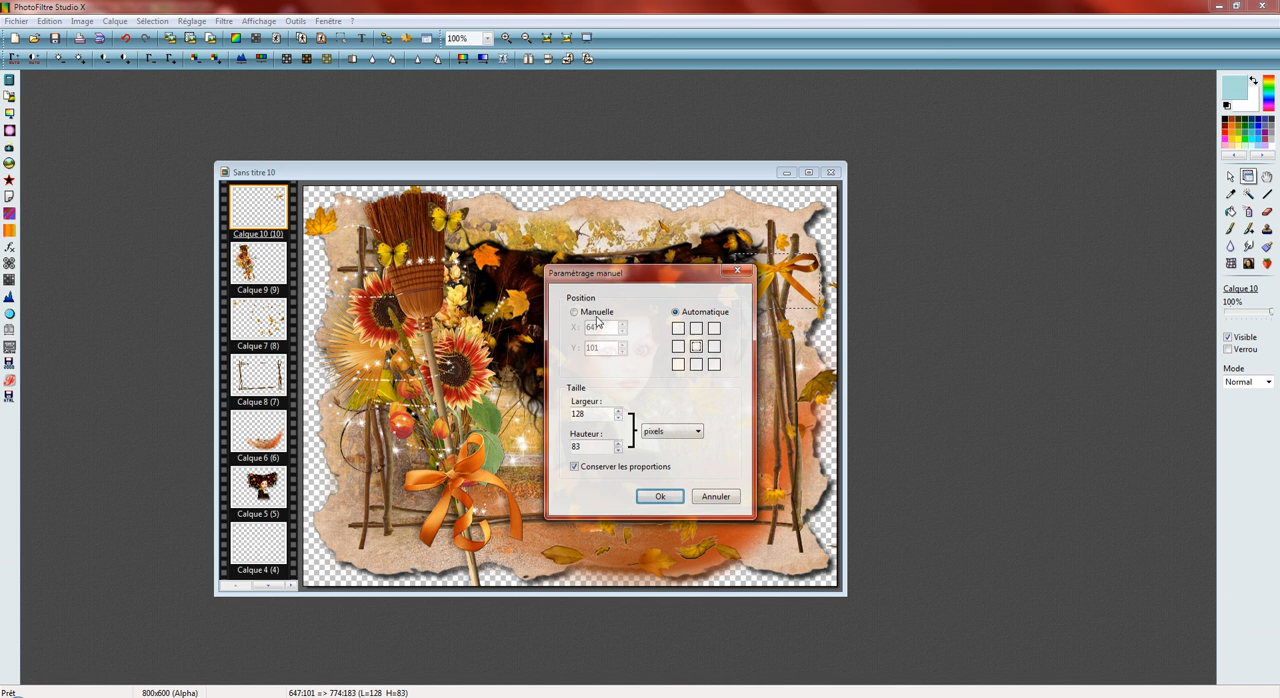 PhotoFiltre Studio X
Fichier Edition Image Calque Sélection Réglage Filtre Affichage Outils Fenêtre ?
100%
Sans titre 10
Calque 10 (10)
Calque 9 (9)
Calque 7 (8)
Calque 8 (7)
Calque 6 (6)
Calque 5 (5)
Calque 4 (4)
Paramétrage manuel
Position
Manuelle Automatique
X : 647
Y : 101
Taille
Largeur :
128
pixels
Hauteur :
83
Conserver les proportions
Ok Annuler
Calque 10
100%
Visible
Verrou
Mode
Normal
Prêt 800x600 (Alpha) 647:101 => 774:183 (L=128 H=83)